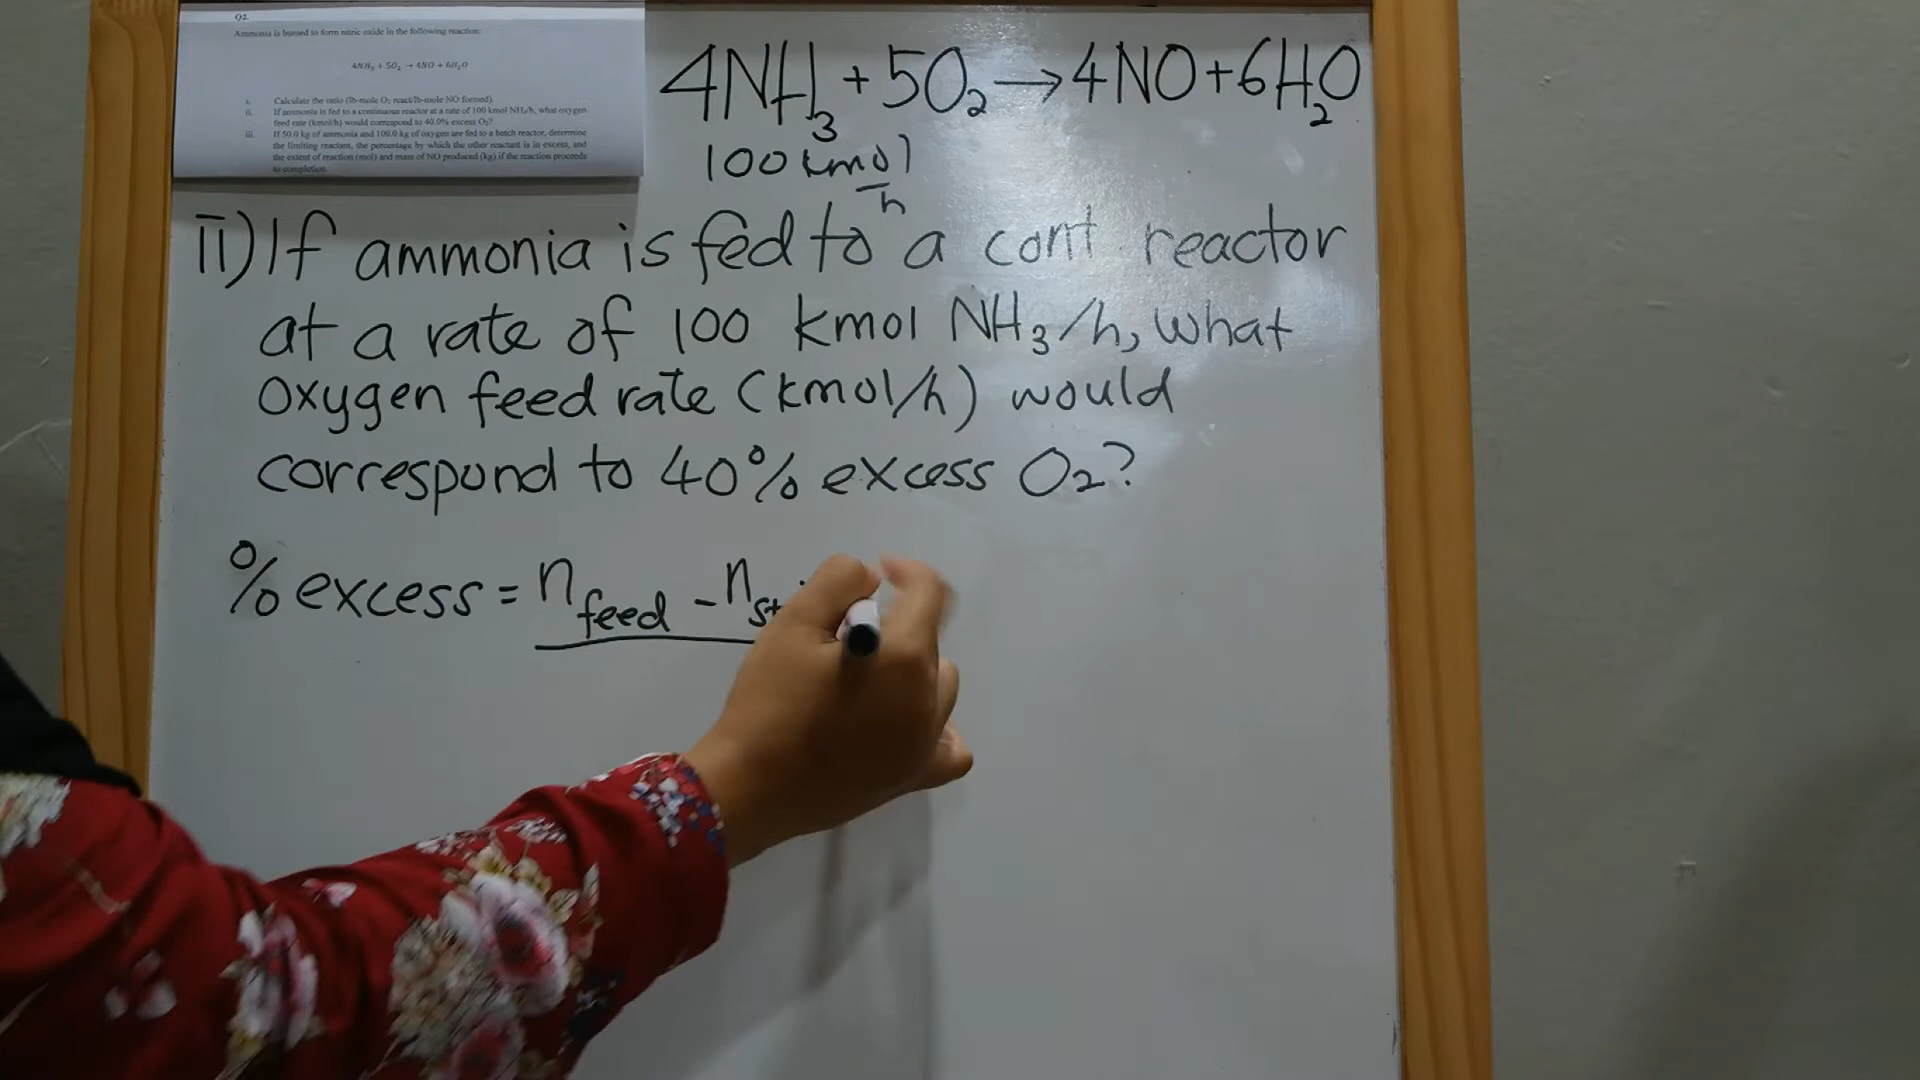 Q2.
Ammonia is burned to form nitric oxide in the following reaction:
4NH₃ + 5O₂ → 4NO + 6H₂O
i. Calculate the ratio (lb-mole O₂ react/lb-mole NO formed).
ii. If ammonia is fed to a continuous reactor at a rate of 100 kmol NH₃/h, what oxygen
feed rate (kmol/h) would correspond to 40.0% excess O₂?
iii. If 50.0 kg of ammonia and 100.0 kg of oxygen are fed to a batch reactor, determine
the limiting reactant, the percentage by which the other reactant is in excess, and
the extent of reaction (mol) and mass of NO produced (kg) if the reaction proceeds
to completion.
4NH₃ + 5O₂ → 4NO + 6H₂O
100 kmol
h
ii) If ammonia is fed to a cont. reactor
at a rate of 100 kmol NH₃/h, what
oxygen feed rate (kmol/h) would
correspond to 40% excess O₂?
% excess = n feed - n st